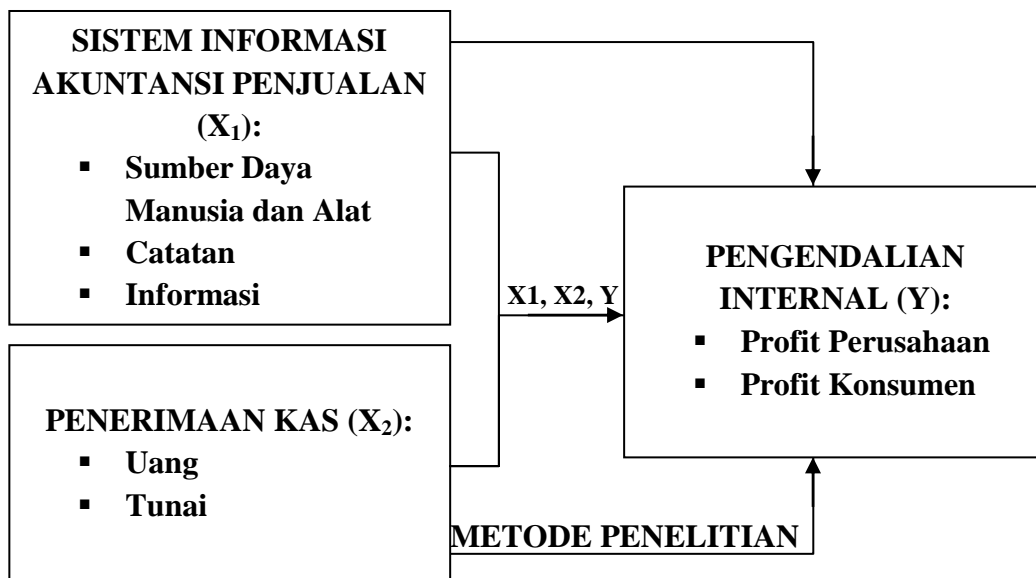 SISTEM INFORMASI
AKUNTANSI PENJUALAN
(X₁):
▪ Sumber Daya
Manusia dan Alat
▪ Catatan
▪ Informasi
PENERIMAAN KAS (X₂):
▪ Uang
▪ Tunai
X1, X2, Y
METODE PENELITIAN
PENGENDALIAN
INTERNAL (Y):
▪ Profit Perusahaan
▪ Profit Konsumen